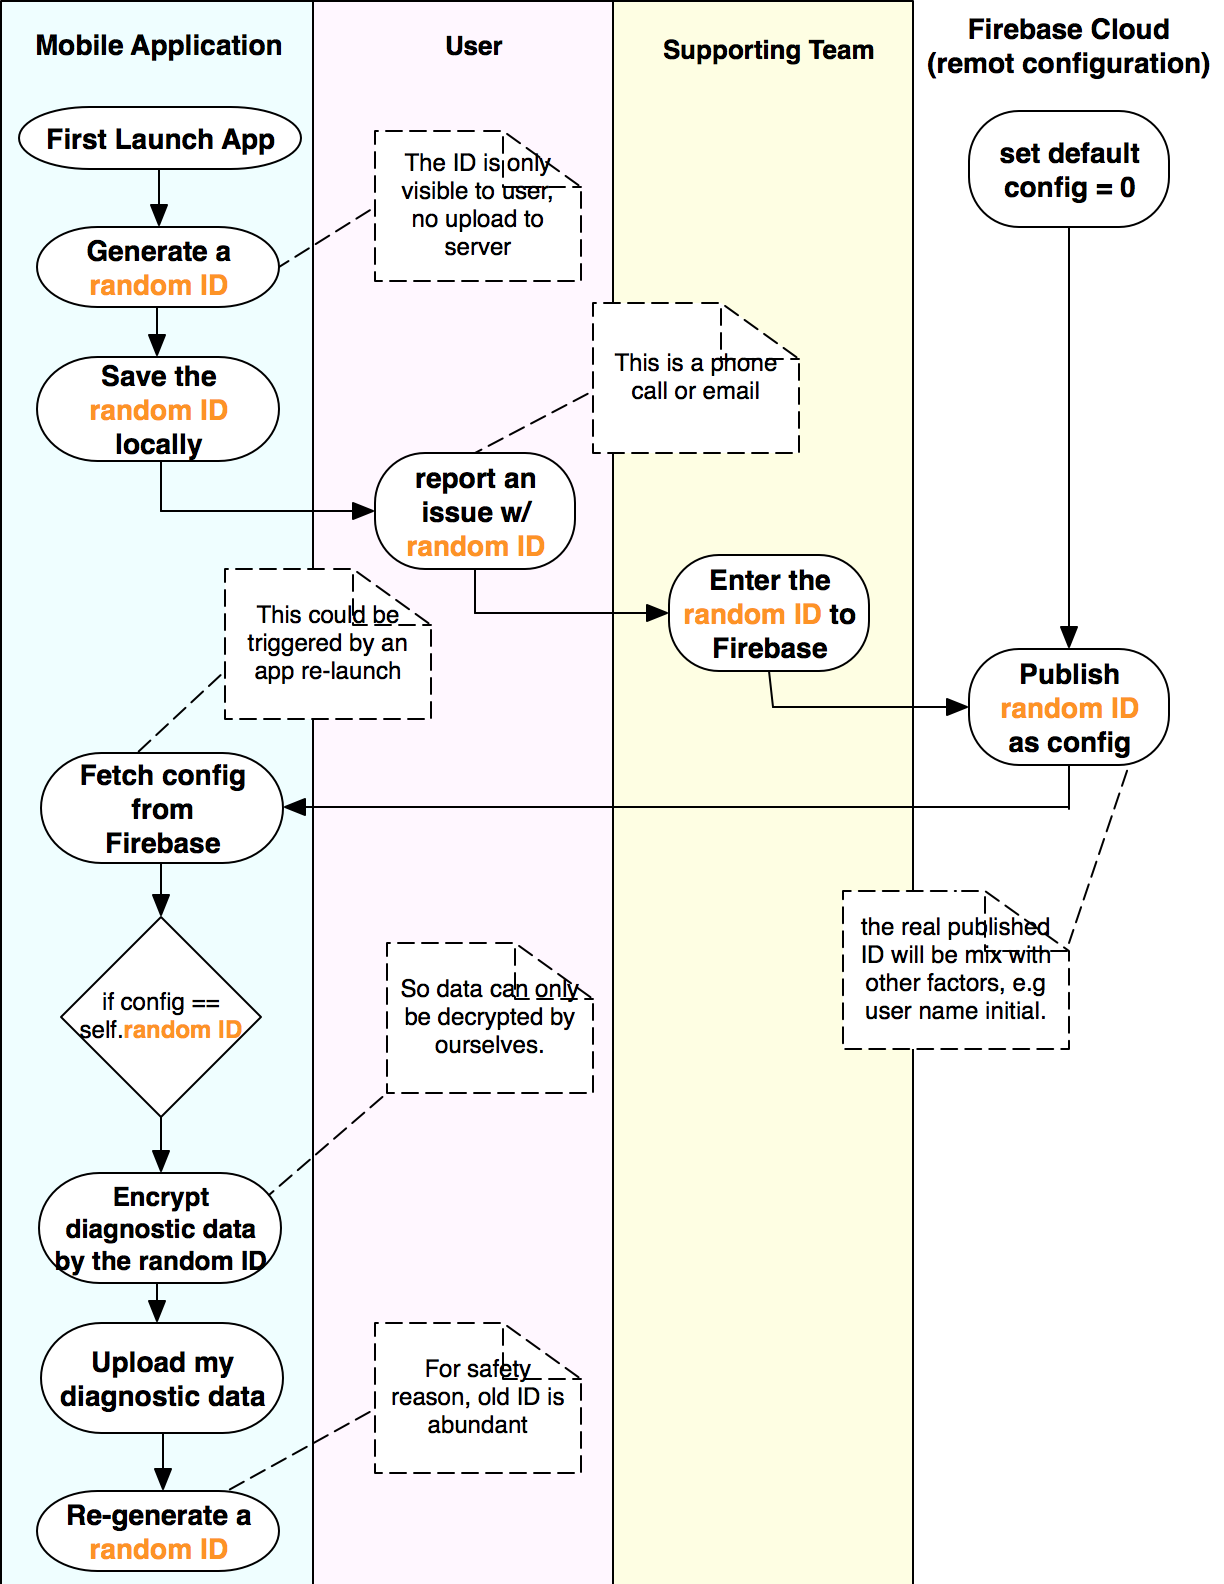 Mobile Application
User
Supporting Team
Firebase Cloud
(remot configuration)
First Launch App
The ID is only
visible to user,
no upload to
server
set default
config = 0
Generate a
random ID
This is a phone
call or email
Save the
random ID
locally
report an
issue w/
random ID
This could be
triggered by an
app re-launch
Enter the
random ID to
Firebase
Publish
random ID
as config
Fetch config
from
Firebase
the real published
ID will be mix with
other factors, e.g
user name initial.
if config ==
self.random ID
So data can only
be decrypted by
ourselves.
Encrypt
diagnostic data
by the random ID
Upload my
diagnostic data
For safety
reason, old ID is
abundant
Re-generate a
random ID